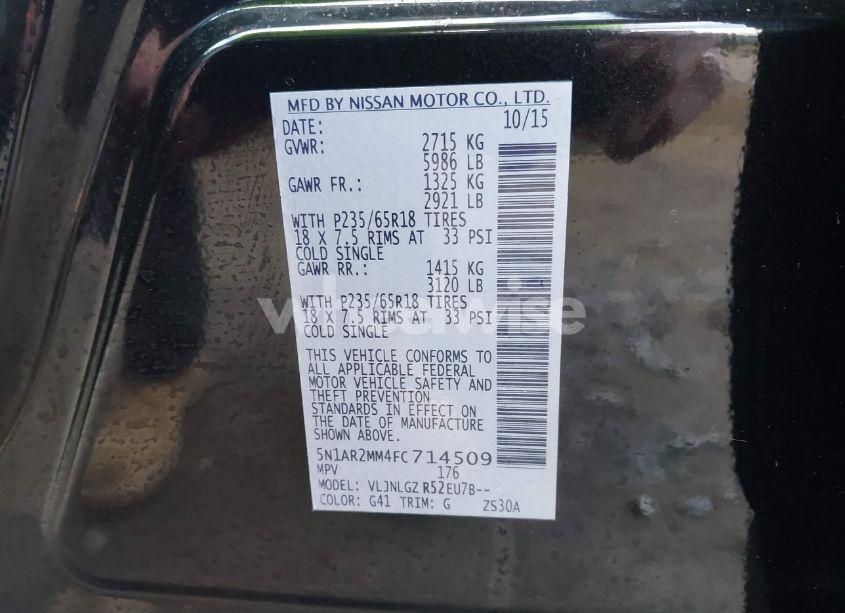 MFD BY NISSAN MOTOR CO., LTD.
DATE: 10/15
GVWR: 2715 KG
5986 LB
GAWR FR.: 1325 KG
2921 LB
WITH P235/65R18 TIRES
18 X 7.5 RIMS AT 33 PSI
COLD SINGLE
GAWR RR.: 1415 KG
3120 LB
WITH P235/65R18 TIRES
18 X 7.5 RIMS AT 33 PSI
COLD SINGLE
THIS VEHICLE CONFORMS TO
ALL APPLICABLE FEDERAL
MOTOR VEHICLE SAFETY AND
THEFT PREVENTION
STANDARDS IN EFFECT ON
THE DATE OF MANUFACTURE
SHOWN ABOVE.
5N1AR2MM4FC714509
MPV 176
MODEL: VLJNLGZ R52EU7B--
COLOR: G41 TRIM: G ZS30A